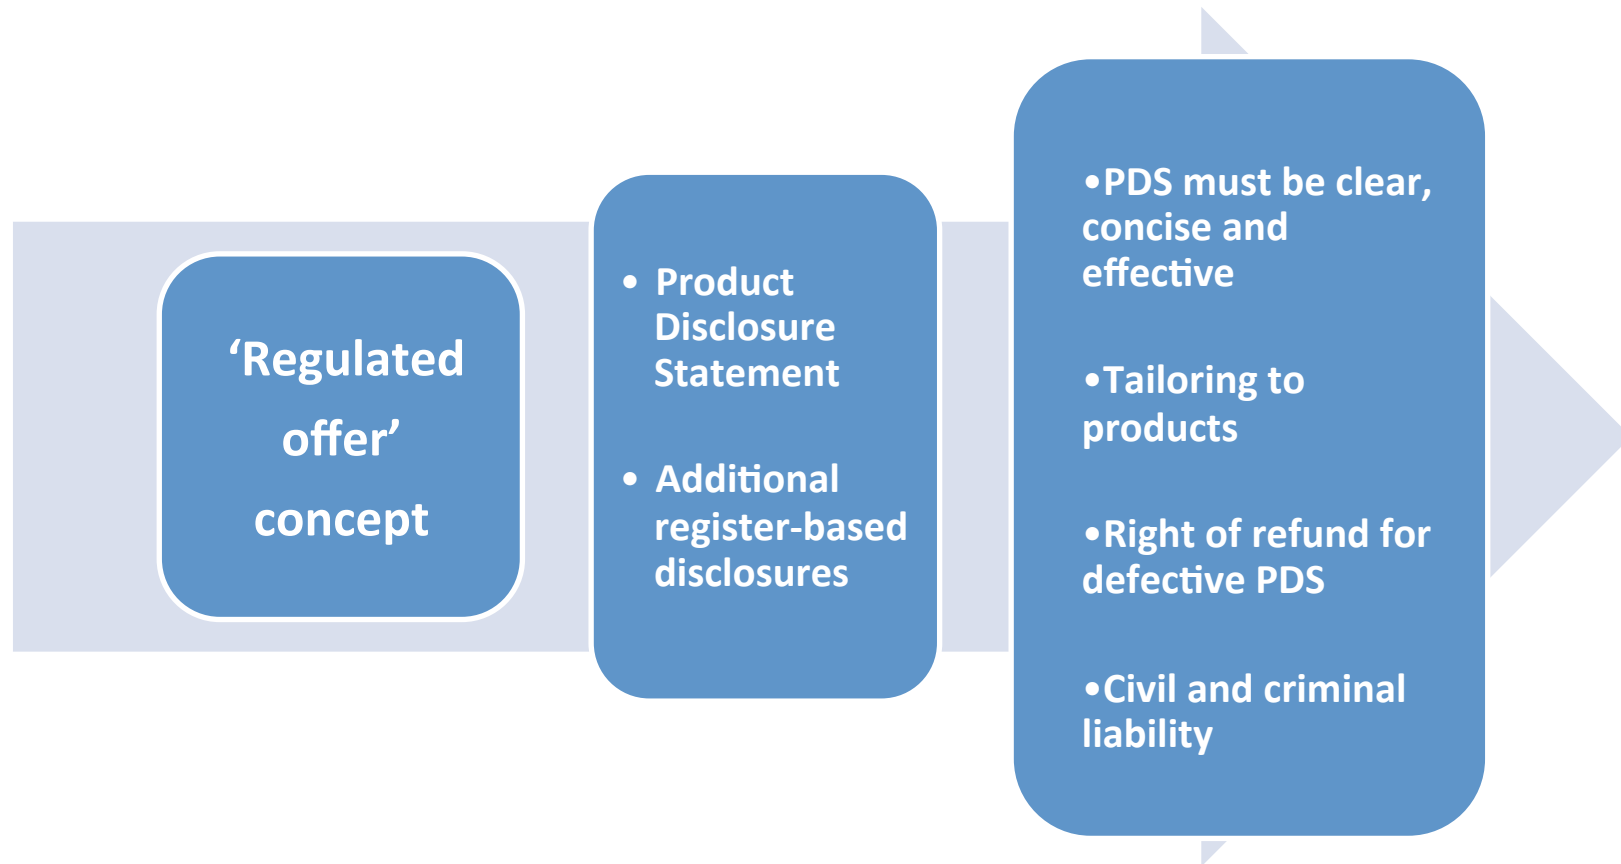 ‘Regulated
offer’
concept
• Product
Disclosure
Statement
• Additional
register-based
disclosures
•PDS must be clear,
concise and
effective
•Tailoring to
products
•Right of refund for
defective PDS
•Civil and criminal
liability